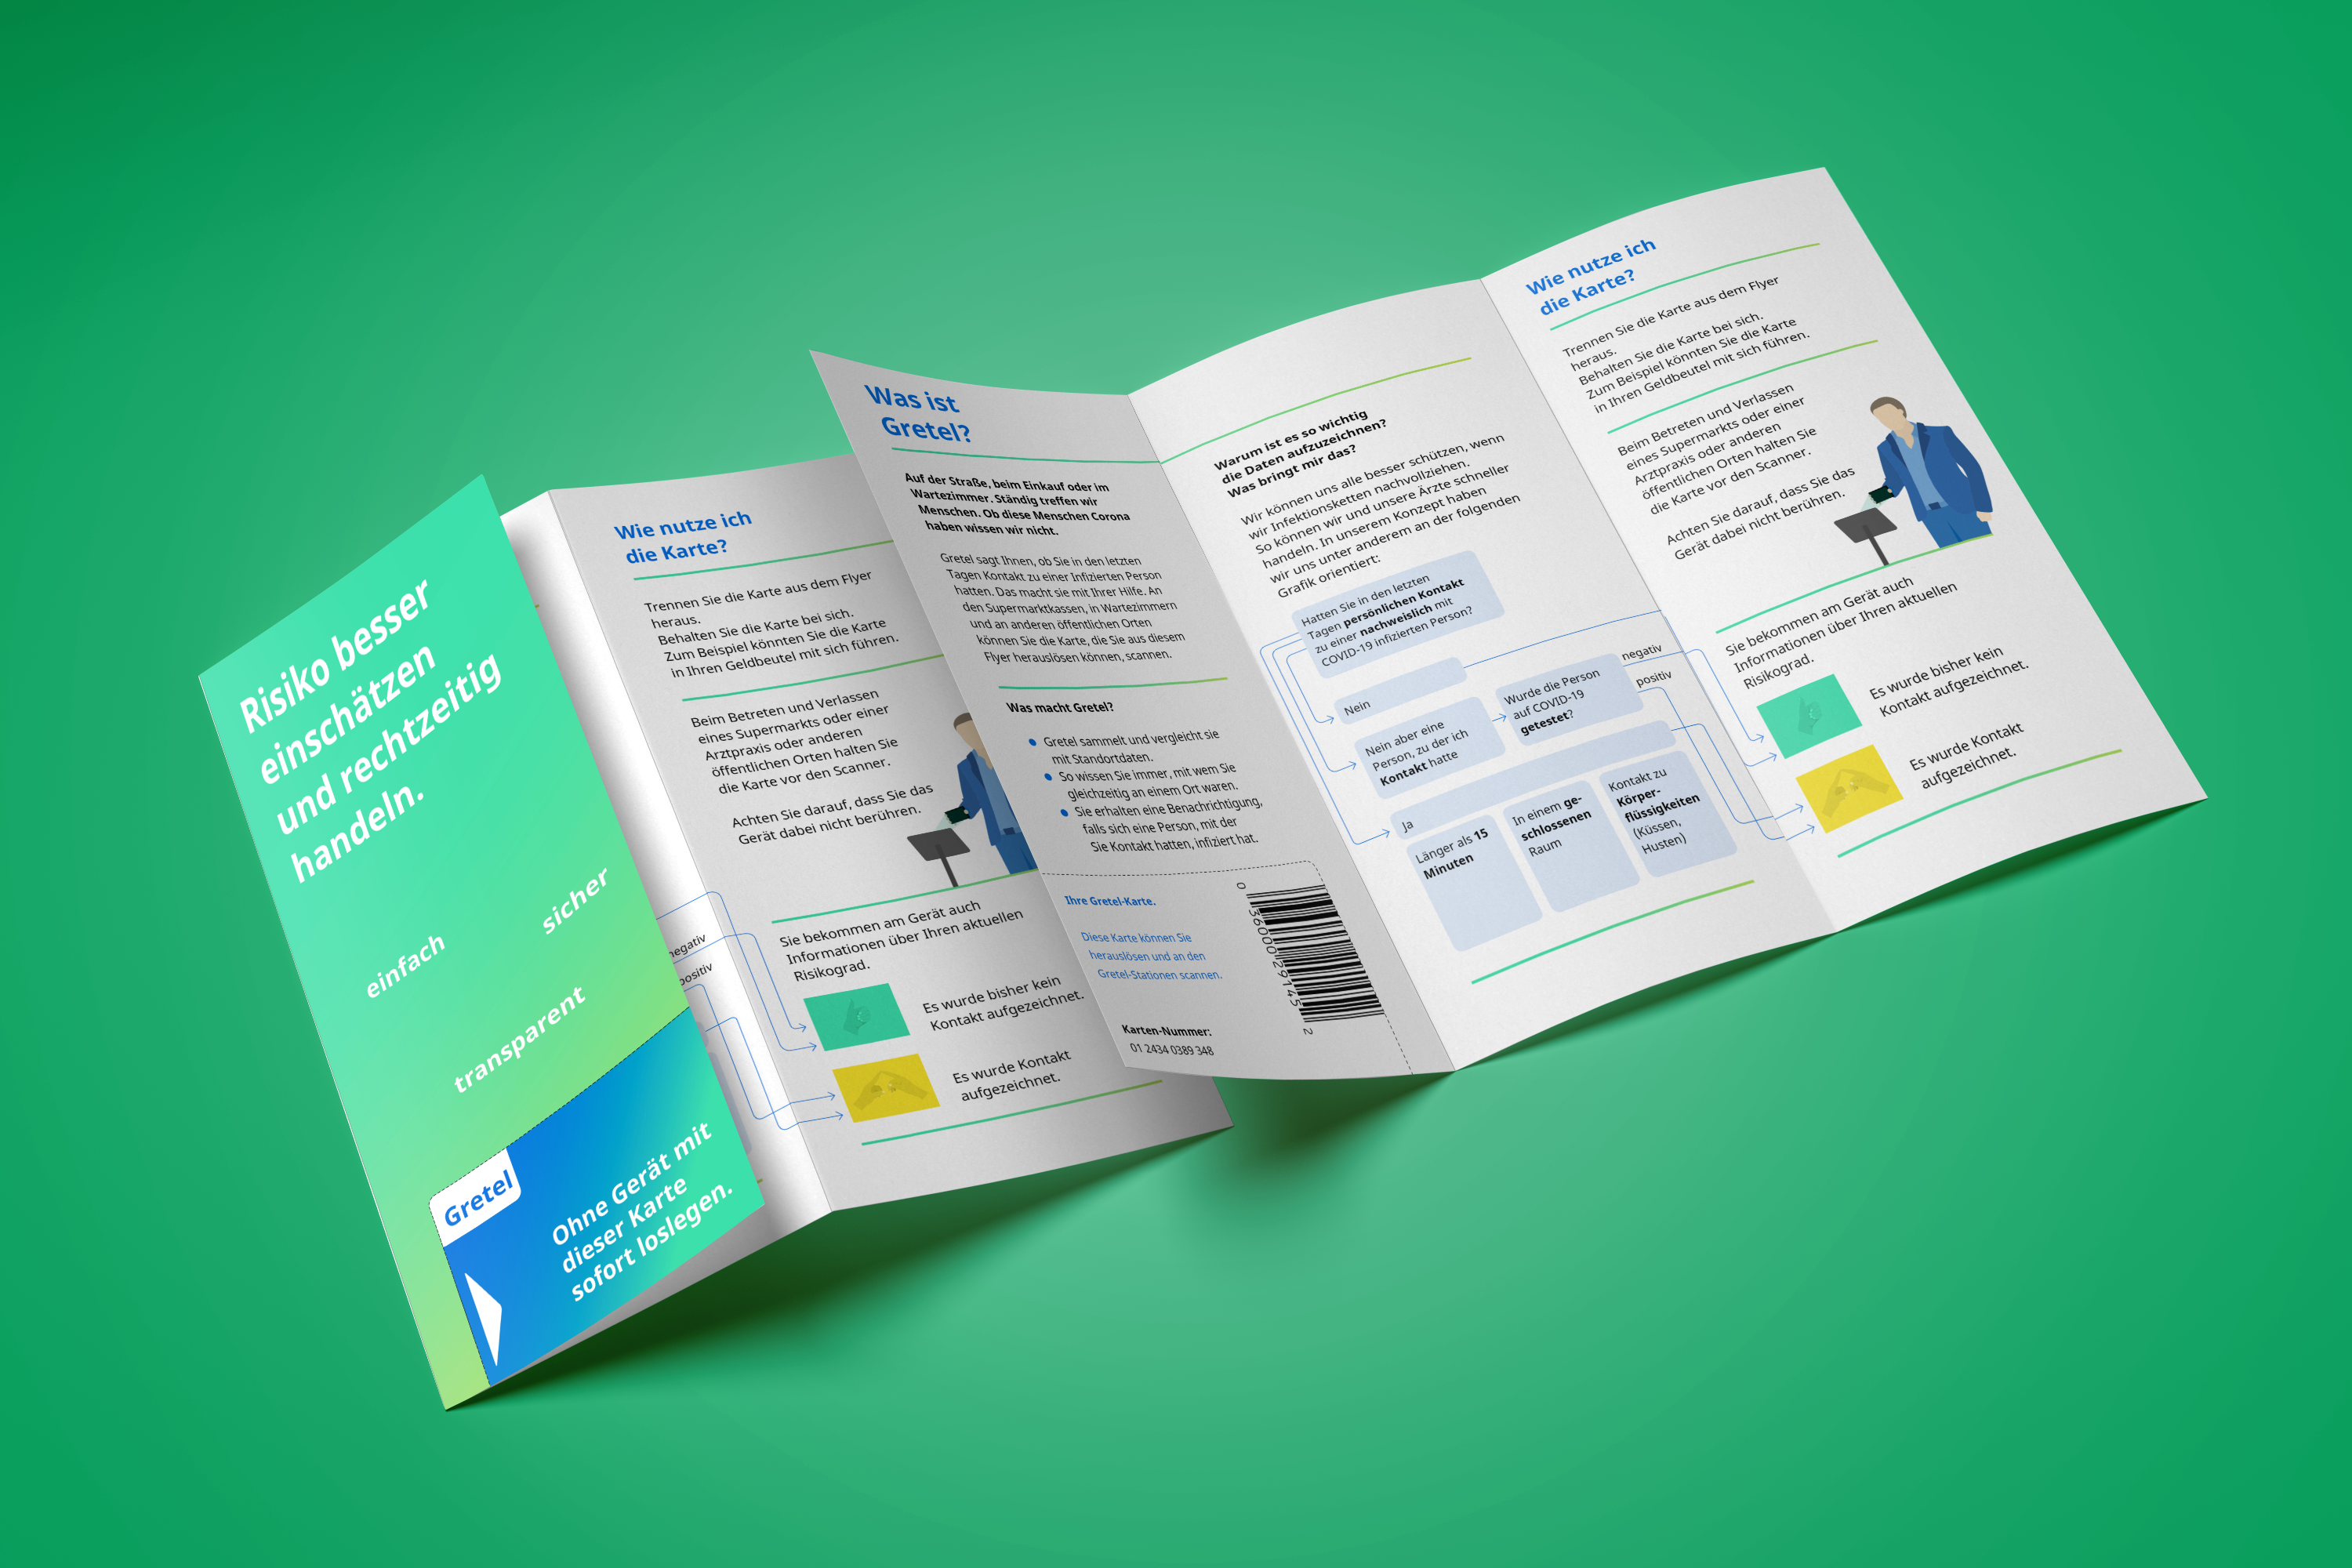 Risiko besser
einschätzen
und rechtzeitig
handeln.
einfach
sicher
transparent
Gretel
Ohne Gerät mit
dieser Karte
sofort loslegen.
Wie nutze ich
die Karte?
Trennen Sie die Karte aus dem Flyer
heraus.
Behalten Sie die Karte bei sich.
Zum Beispiel könnten Sie die Karte
in Ihren Geldbeutel mit sich führen.
Beim Betreten und Verlassen
eines Supermarkts oder einer
Arztpraxis oder anderen
öffentlichen Orten halten Sie
die Karte vor den Scanner.
Achten Sie darauf, dass Sie das
Gerät dabei nicht berühren.
negativ
positiv
Sie bekommen am Gerät auch
Informationen über Ihren aktuellen
Risikograd.
Es wurde bisher kein
Kontakt aufgezeichnet.
Es wurde Kontakt
aufgezeichnet.
Was ist
Gretel?
Auf der Straße, beim Einkauf oder im
Wartezimmer. Ständig treffen wir
Menschen. Ob diese Menschen Corona
haben wissen wir nicht.
Gretel sagt Ihnen, ob Sie in den letzten
Tagen Kontakt zu einer Infizierten Person
hatten. Das macht sie mit Ihrer Hilfe. An
den Supermarktkassen, in Wartezimmern
und an anderen öffentlichen Orten
können Sie die Karte, die Sie aus diesem
Flyer herauslösen können, scannen.
Was macht Gretel?
Gretel sammelt und vergleicht sie
mit Standortdaten.
So wissen Sie immer, mit wem Sie
gleichzeitig an einem Ort waren.
Sie erhalten eine Benachrichtigung,
falls sich eine Person, mit der
Sie Kontakt hatten, infiziert hat.
Ihre Gretel-Karte.
Diese Karte können Sie
herauslösen und an den
Gretel-Stationen scannen.
Karten-Nummer:
01 2434 0389 348
0 36000 29145 2
Warum ist es so wichtig
die Daten aufzuzeichnen?
Was bringt mir das?
Wir können uns alle besser schützen, wenn
wir Infektionsketten nachvollziehen.
So können wir und unsere Ärzte schneller
handeln. In unserem Konzept haben
wir uns unter anderem an der folgenden
Grafik orientiert:
Hatten Sie in den letzten
Tagen persönlichen Kontakt
zu einer nachweislich mit
COVID-19 infizierten Person?
Nein
Nein aber eine
Person, zu der ich
Kontakt hatte
Wurde die Person
auf COVID-19
getestet?
negativ
positiv
Ja
Länger als 15
Minuten
In einem ge-
schlossenen
Raum
Kontakt zu
Körper-
flüssigkeiten
(Küssen,
Husten)
Wie nutze ich
die Karte?
Trennen Sie die Karte aus dem Flyer
heraus.
Behalten Sie die Karte bei sich.
Zum Beispiel könnten Sie die Karte
in Ihren Geldbeutel mit sich führen.
Beim Betreten und Verlassen
eines Supermarkts oder einer
Arztpraxis oder anderen
öffentlichen Orten halten Sie
die Karte vor den Scanner.
Achten Sie darauf, dass Sie das
Gerät dabei nicht berühren.
Sie bekommen am Gerät auch
Informationen über Ihren aktuellen
Risikograd.
Es wurde bisher kein
Kontakt aufgezeichnet.
Es wurde Kontakt
aufgezeichnet.